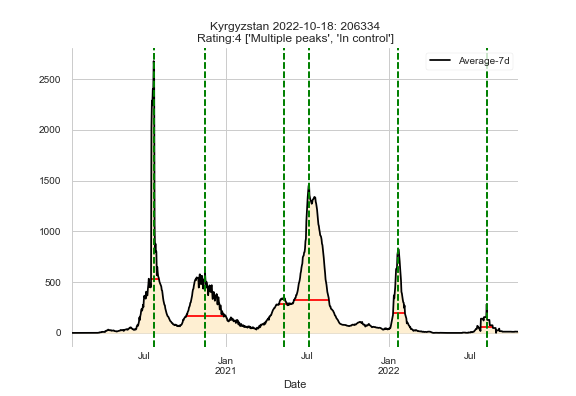 Kyrgyzstan 2022-10-18: 206334
Rating:4 ['Multiple peaks', 'In control']
Average-7d
2500
2000
1500
1000
500
0
Jul
Jan
2021
Jul
Jan
2022
Jul
Date